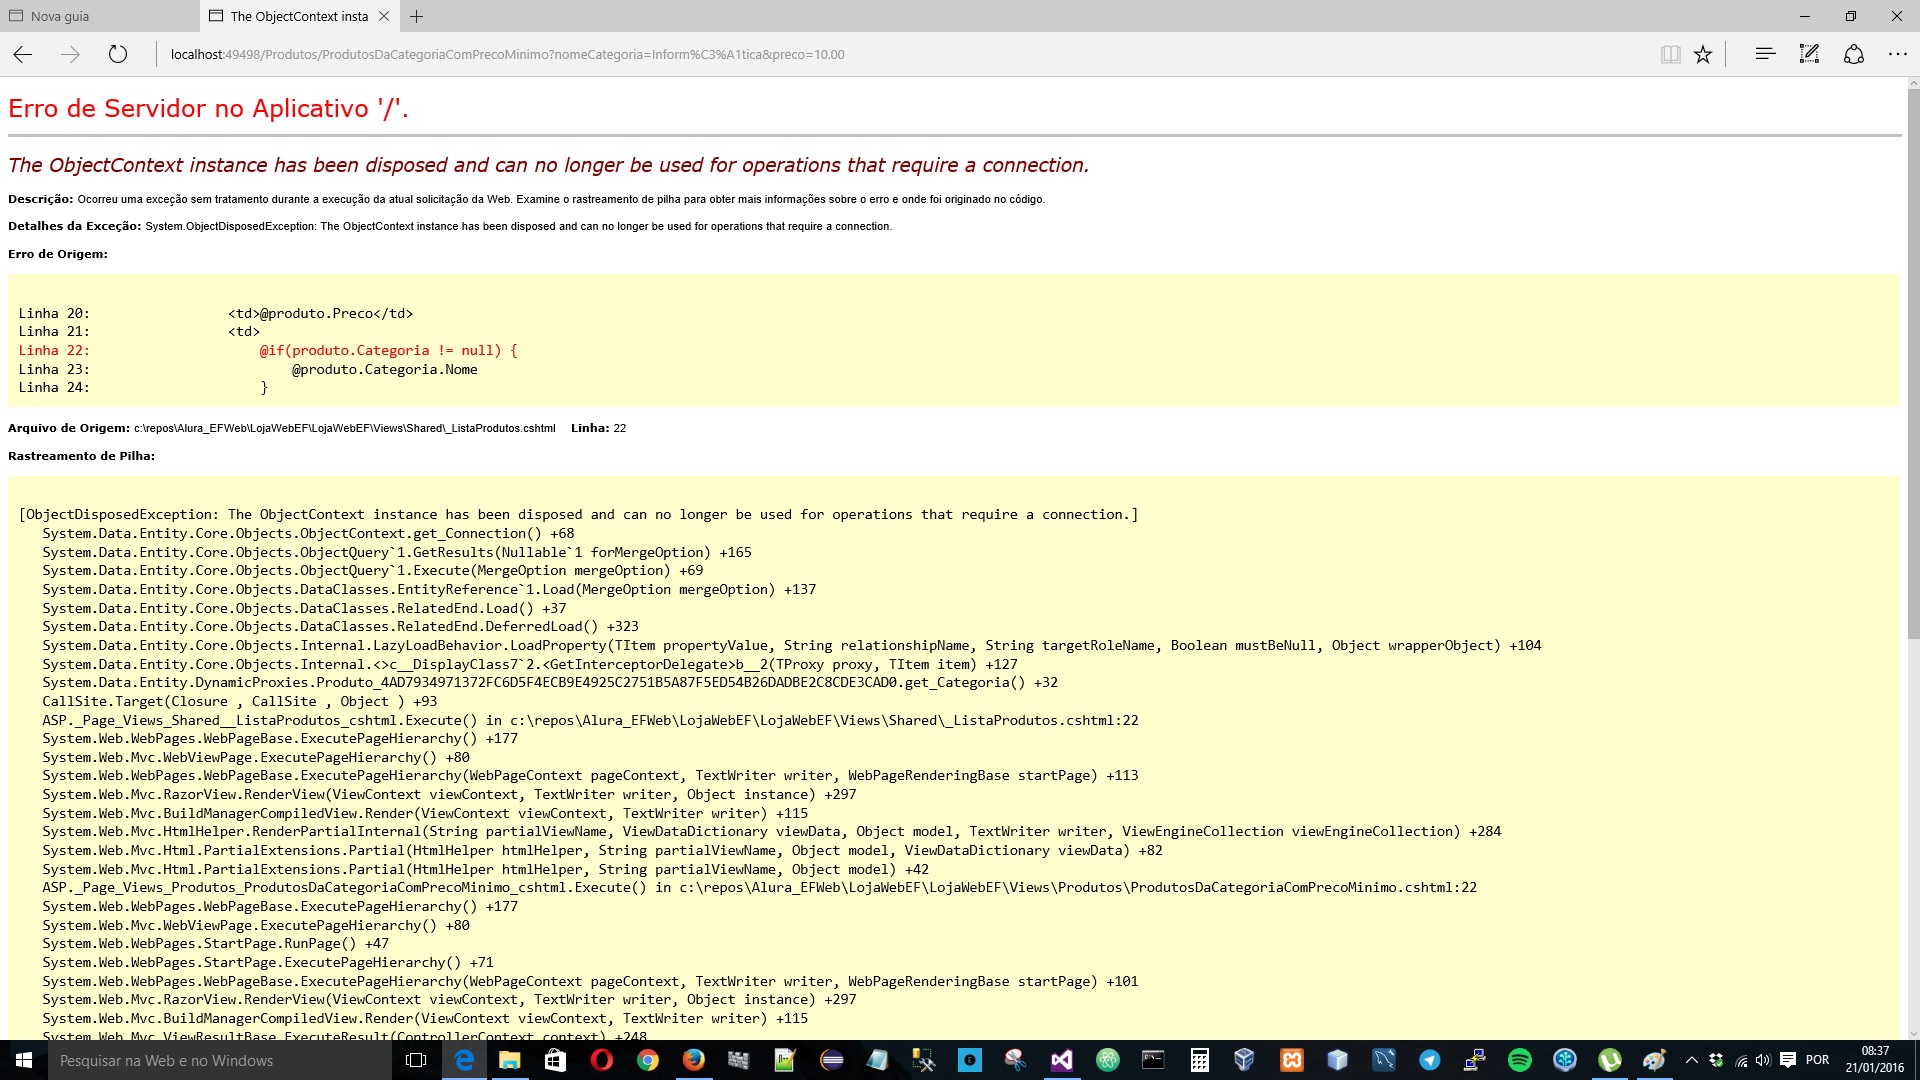 Nova guia
The ObjectContext insta
localhost:49498/Produtos/ProdutosDaCategoriaComPrecoMinimo?nomeCategoria=Inform%C3%A1tica&preco=10.00
Erro de Servidor no Aplicativo '/'.
The ObjectContext instance has been disposed and can no longer be used for operations that require a connection.
Descrição: Ocorreu uma exceção sem tratamento durante a execução da atual solicitação da Web. Examine o rastreamento de pilha para obter mais informações sobre o erro e onde foi originado no código.
Detalhes da Exceção: System.ObjectDisposedException: The ObjectContext instance has been disposed and can no longer be used for operations that require a connection.
Erro de Origem:
Linha 20:                 <td>@produto.Preco</td>
Linha 21:                 <td>
Linha 22:                     @if(produto.Categoria != null) {
Linha 23:                         @produto.Categoria.Nome
Linha 24:                     }
Arquivo de Origem: c:\repos\Alura_EFWeb\LojaWebEF\LojaWebEF\Views\Shared\_ListaProdutos.cshtml    Linha: 22
Rastreamento de Pilha:
[ObjectDisposedException: The ObjectContext instance has been disposed and can no longer be used for operations that require a connection.]
System.Data.Entity.Core.Objects.ObjectContext.get_Connection() +68
System.Data.Entity.Core.Objects.ObjectQuery`1.GetResults(Nullable`1 forMergeOption) +165
System.Data.Entity.Core.Objects.ObjectQuery`1.Execute(MergeOption mergeOption) +69
System.Data.Entity.Core.Objects.DataClasses.EntityReference`1.Load(MergeOption mergeOption) +137
System.Data.Entity.Core.Objects.DataClasses.RelatedEnd.Load() +37
System.Data.Entity.Core.Objects.DataClasses.RelatedEnd.DeferredLoad() +323
System.Data.Entity.Core.Objects.Internal.LazyLoadBehavior.LoadProperty(TItem propertyValue, String relationshipName, String targetRoleName, Boolean mustBeNull, Object wrapperObject) +104
System.Data.Entity.Core.Objects.Internal.<>c__DisplayClass7`2.<GetInterceptorDelegate>b__2(TProxy proxy, TItem item) +127
System.Data.Entity.DynamicProxies.Produto_4AD7934971372FC6D5F4ECB9E4925C2751B5A87F5ED54B26DADBE2C8CDE3CAD0.get_Categoria() +32
CallSite.Target(Closure , CallSite , Object ) +93
ASP._Page_Views_Shared__ListaProdutos_cshtml.Execute() in c:\repos\Alura_EFWeb\LojaWebEF\LojaWebEF\Views\Shared\_ListaProdutos.cshtml:22
System.Web.WebPages.WebPageBase.ExecutePageHierarchy() +177
System.Web.Mvc.WebViewPage.ExecutePageHierarchy() +80
System.Web.WebPages.WebPageBase.ExecutePageHierarchy(WebPageContext pageContext, TextWriter writer, WebPageRenderingBase startPage) +113
System.Web.Mvc.RazorView.RenderView(ViewContext viewContext, TextWriter writer, Object instance) +297
System.Web.Mvc.BuildManagerCompiledView.Render(ViewContext viewContext, TextWriter writer) +115
System.Web.Mvc.HtmlHelper.RenderPartialInternal(String partialViewName, ViewDataDictionary viewData, Object model, TextWriter writer, ViewEngineCollection viewEngineCollection) +284
System.Web.Mvc.Html.PartialExtensions.Partial(HtmlHelper htmlHelper, String partialViewName, Object model, ViewDataDictionary viewData) +82
System.Web.Mvc.Html.PartialExtensions.Partial(HtmlHelper htmlHelper, String partialViewName, Object model) +42
ASP._Page_Views_Produtos_ProdutosDaCategoriaComPrecoMinimo_cshtml.Execute() in c:\repos\Alura_EFWeb\LojaWebEF\LojaWebEF\Views\Produtos\ProdutosDaCategoriaComPrecoMinimo.cshtml:22
System.Web.WebPages.WebPageBase.ExecutePageHierarchy() +177
System.Web.Mvc.WebViewPage.ExecutePageHierarchy() +80
System.Web.WebPages.StartPage.RunPage() +47
System.Web.WebPages.StartPage.ExecutePageHierarchy() +71
System.Web.WebPages.WebPageBase.ExecutePageHierarchy(WebPageContext pageContext, TextWriter writer, WebPageRenderingBase startPage) +101
System.Web.Mvc.RazorView.RenderView(ViewContext viewContext, TextWriter writer, Object instance) +297
System.Web.Mvc.BuildManagerCompiledView.Render(ViewContext viewContext, TextWriter writer) +115
System.Web.Mvc.ViewResultBase.ExecuteResult(ControllerContext context) +248
Pesquisar na Web e no Windows
POR
08:37
21/01/2016